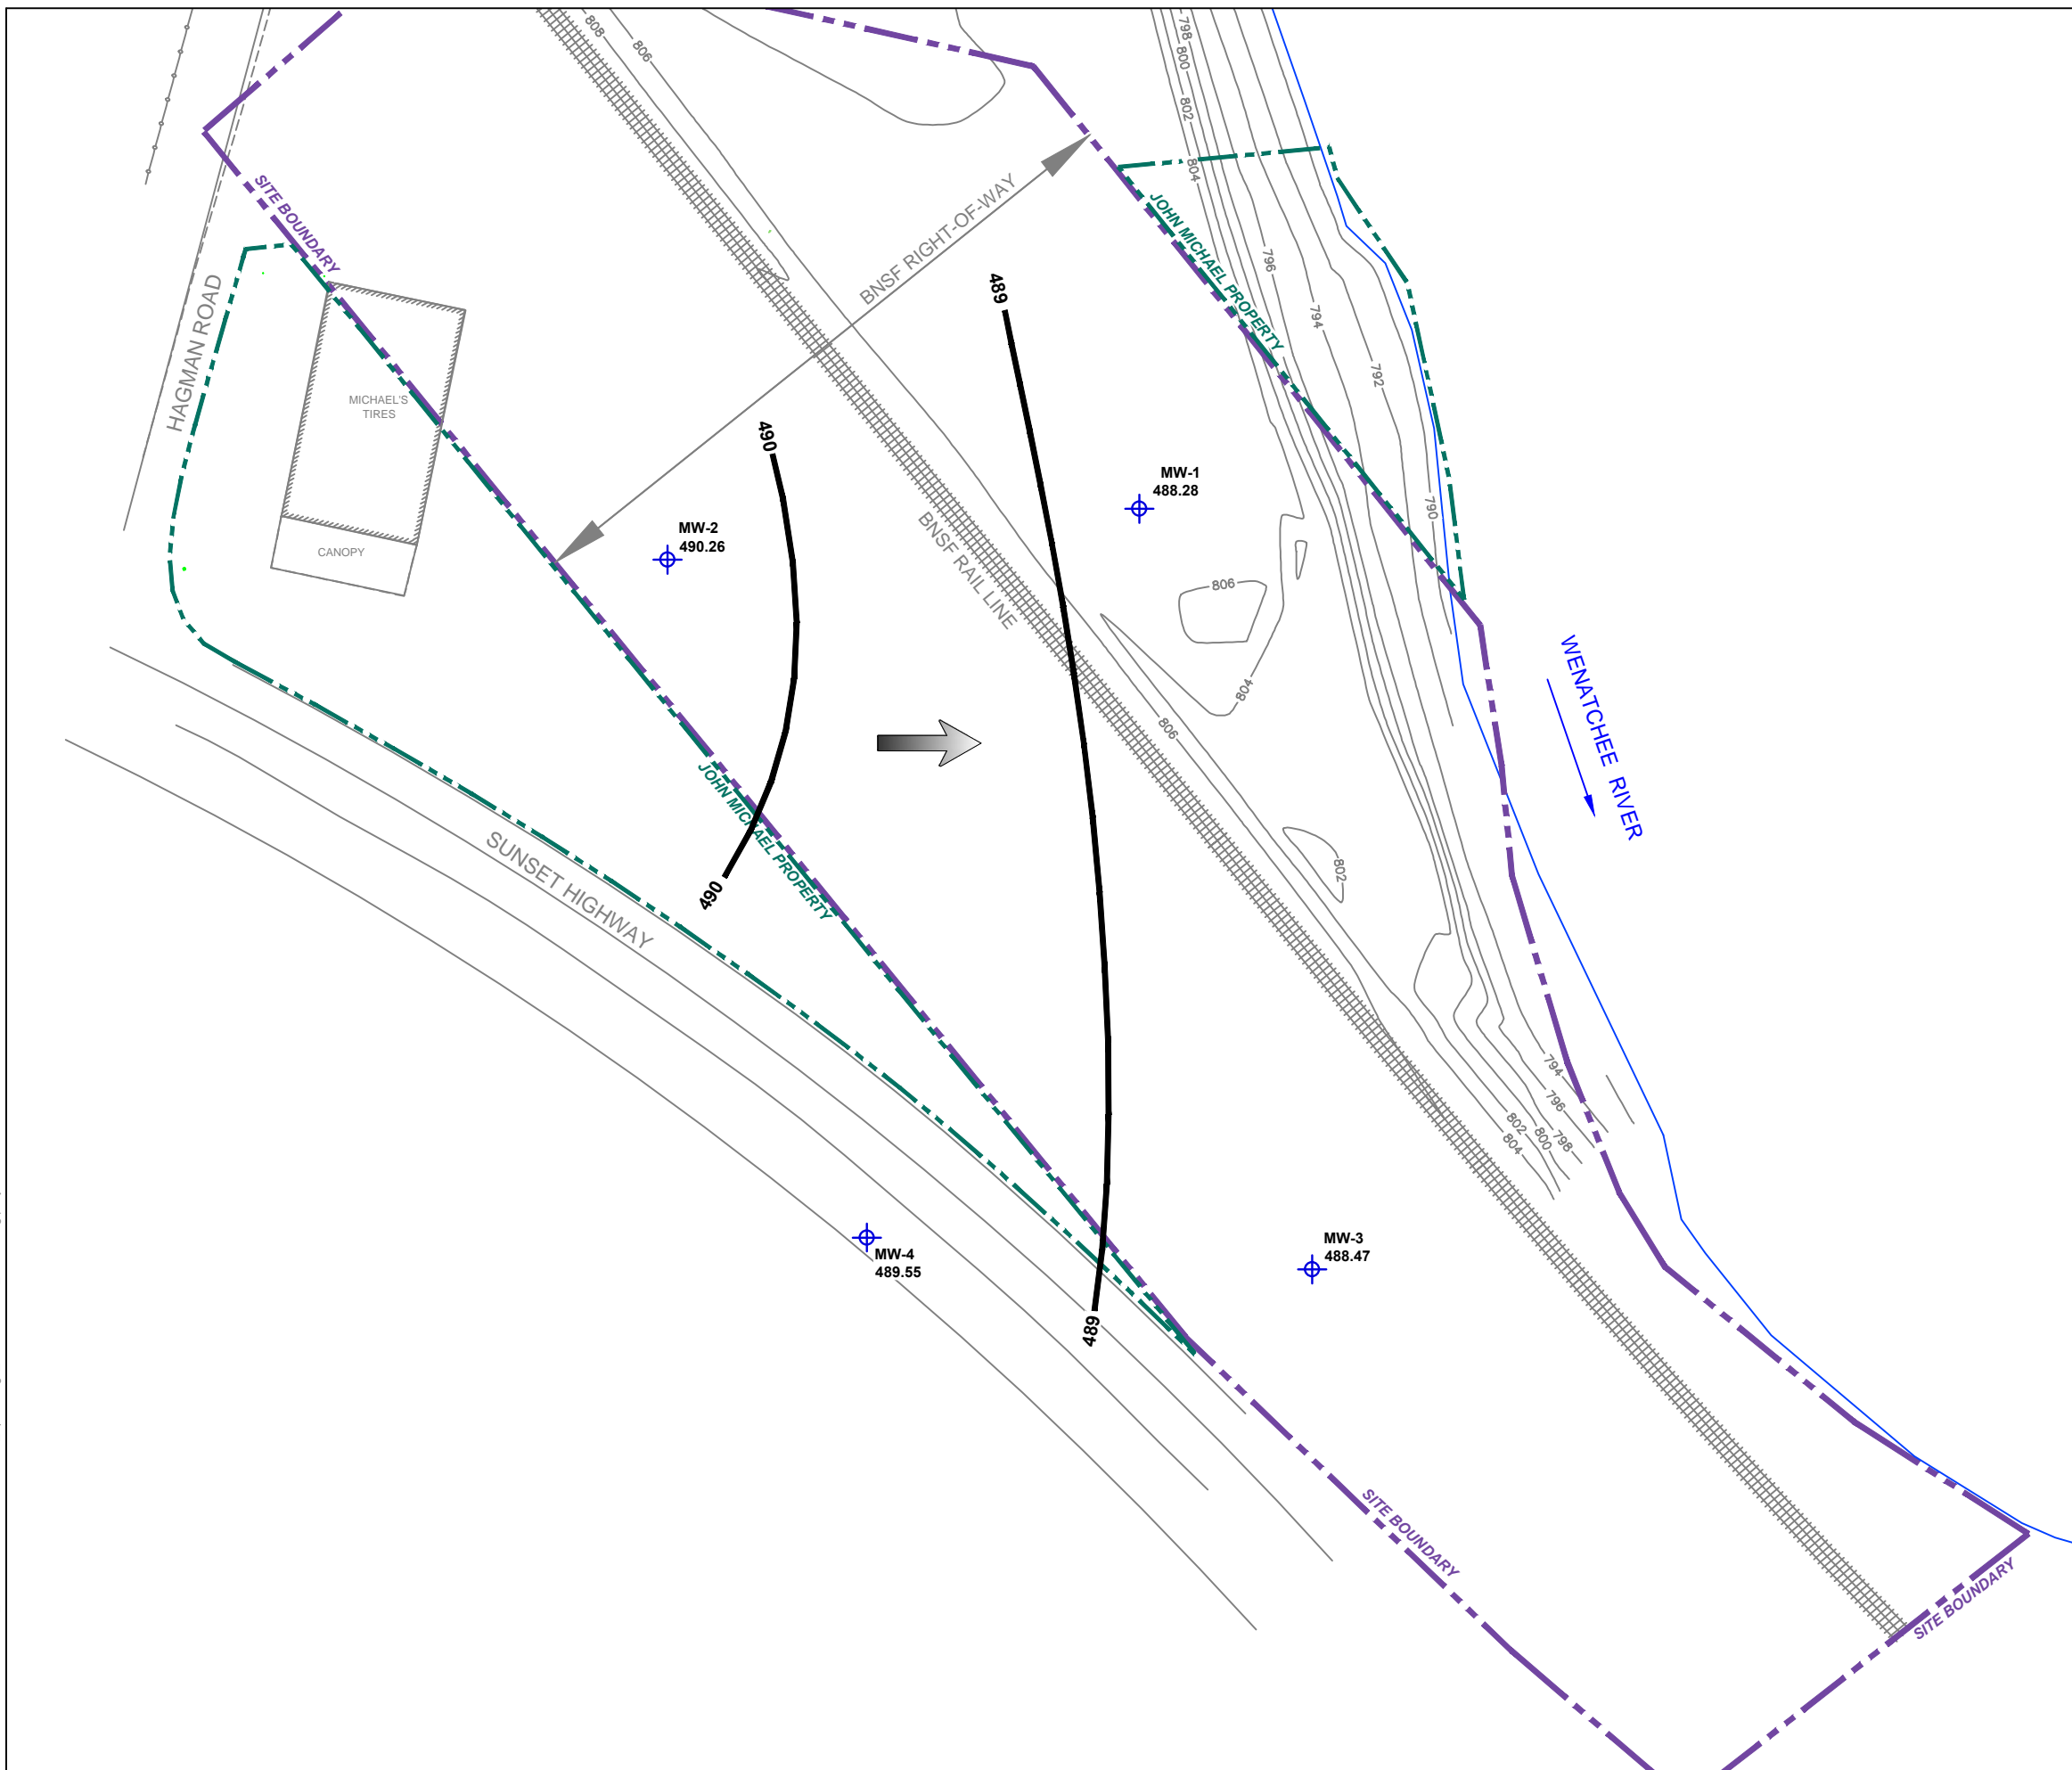 808
806
798
800
802
804
SITE BOUNDARY
HAGMAN ROAD
MICHAEL'S
TIRES
CANOPY
BNSF RIGHT-OF-WAY
JOHN MICHAEL PROPERTY
796
794
792
790
489
490
MW-1
488.28
MW-2
490.26
BNSF RAIL LINE
806
804
806
WENATCHEE RIVER
JOHN MICHAEL PROPERTY
490
SUNSET HIGHWAY
802
794
796
798
800
802
804
MW-4
489.55
MW-3
488.47
489
SITE BOUNDARY
SITE BOUNDARY